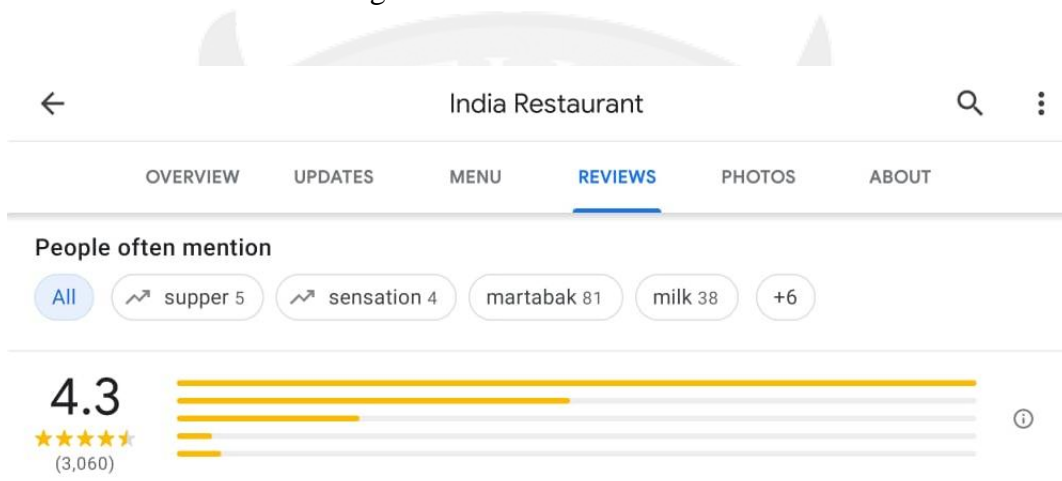 India Restaurant
OVERVIEW UPDATES MENU REVIEWS PHOTOS ABOUT
People often mention
All supper 5 sensation 4 martabak 81 milk 38 +6
4.3
(3,060)